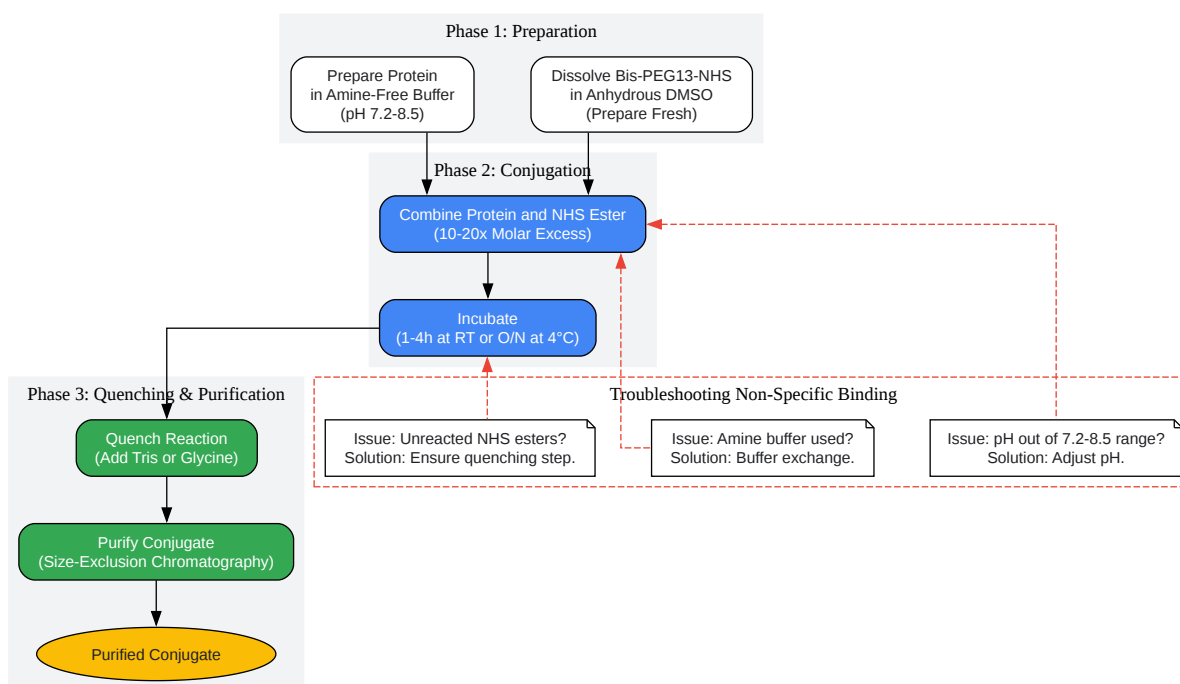 Phase 1: Preparation
Prepare Protein
in Amine-Free Buffer
(pH 7.2-8.5)
Dissolve Bis-PEG13-NHS
in Anhydrous DMSO
(Prepare Fresh)
Phase 2: Conjugation
Combine Protein and NHS Ester
(10-20x Molar Excess)
Incubate
(1-4h at RT or O/N at 4°C)
Phase 3: Quenching & Purification
Quench Reaction
(Add Tris or Glycine)
Purify Conjugate
(Size-Exclusion Chromatography)
Purified Conjugate
Troubleshooting Non-Specific Binding
Issue: Unreacted NHS esters?
Solution: Ensure quenching step.
Issue: Amine buffer used?
Solution: Buffer exchange.
Issue: pH out of 7.2-8.5 range?
Solution: Adjust pH.